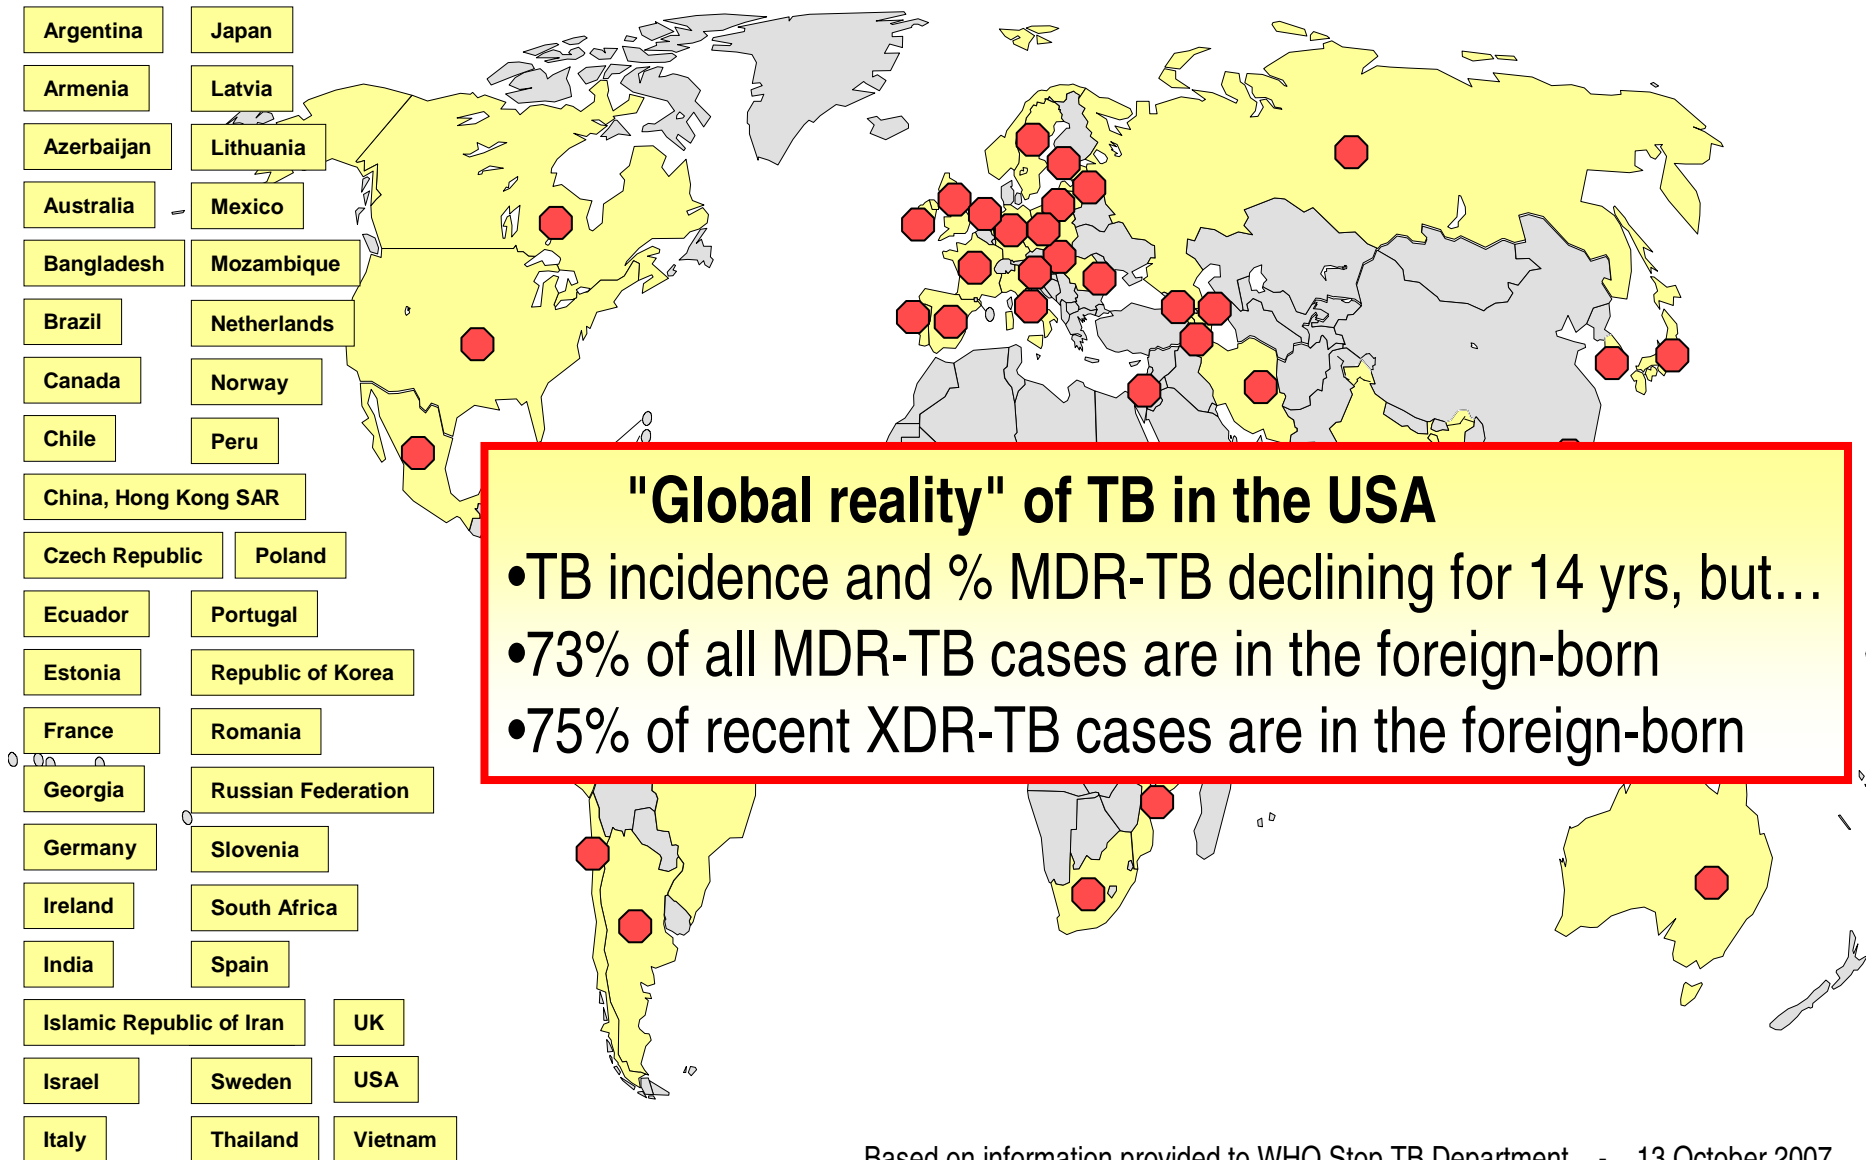 Argentina
Japan
Armenia
Latvia
Azerbaijan
Lithuania
Australia
Mexico
Bangladesh
Mozambique
Brazil
Netherlands
Canada
Norway
Chile
Peru
China, Hong Kong SAR
Czech Republic
Poland
Ecuador
Portugal
Estonia
Republic of Korea
France
Romania
Georgia
Russian Federation
Germany
Slovenia
Ireland
South Africa
India
Spain
Islamic Republic of Iran
UK
Israel
Sweden
USA
Italy
Thailand
Vietnam
"Global reality" of TB in the USA
•TB incidence and % MDR-TB declining for 14 yrs, but…
•73% of all MDR-TB cases are in the foreign-born
•75% of recent XDR-TB cases are in the foreign-born
Based on information provided to WHO Stop TB Department - 13 October 2007